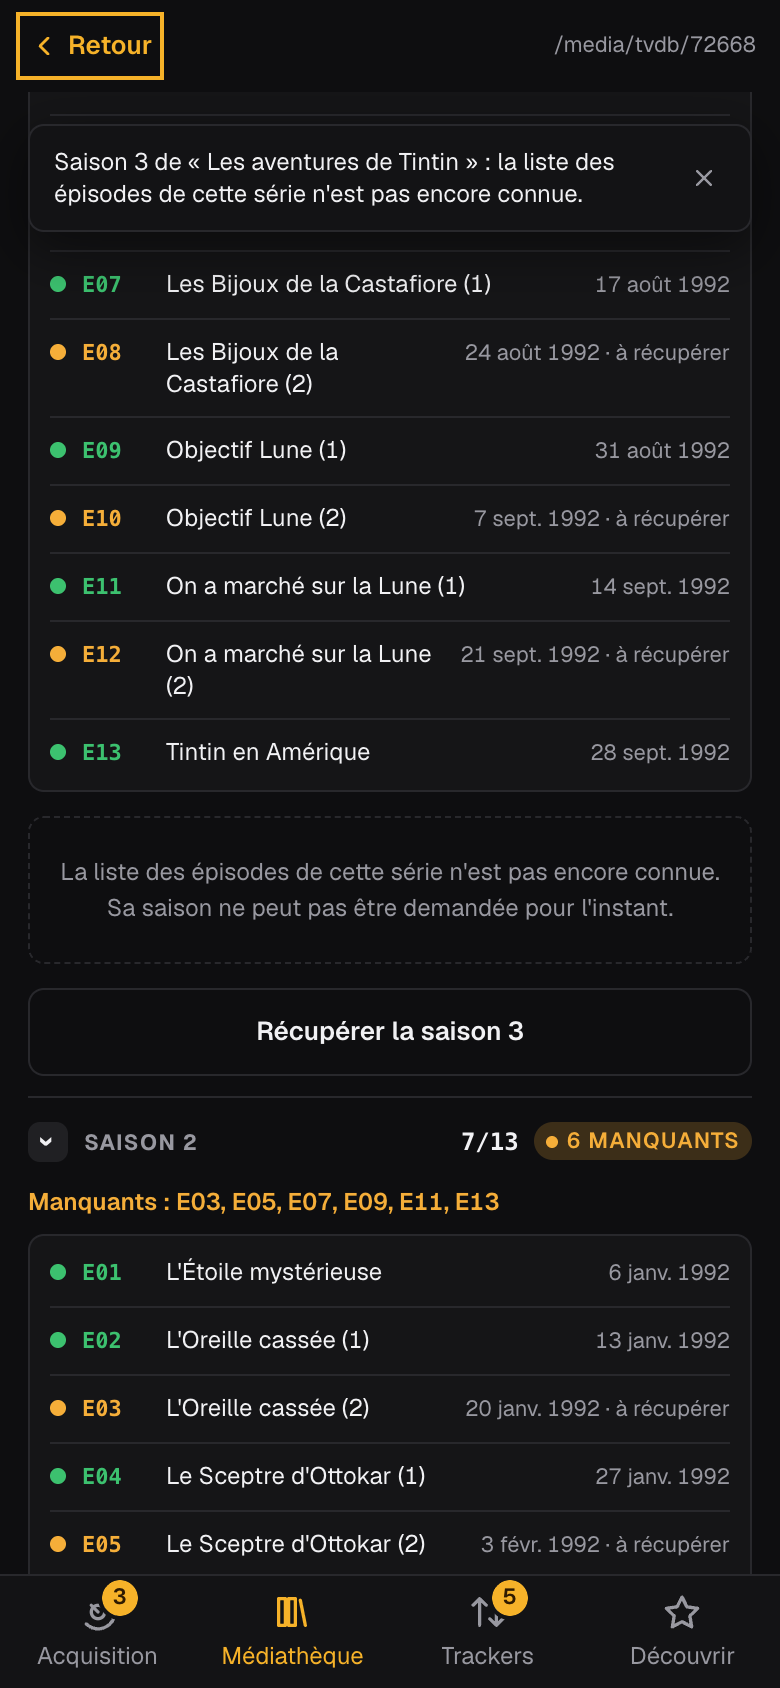 Retour
/media/tvdb/72668
Saison 3 de « Les aventures de Tintin » : la liste des
épisodes de cette série n'est pas encore connue.
E07 Les Bijoux de la Castafiore (1) 17 août 1992
E08 Les Bijoux de la 24 août 1992 · à récupérer
Castafiore (2)
E09 Objectif Lune (1) 31 août 1992
E10 Objectif Lune (2) 7 sept. 1992 · à récupérer
E11 On a marché sur la Lune (1) 14 sept. 1992
E12 On a marché sur la Lune 21 sept. 1992 · à récupérer
(2)
E13 Tintin en Amérique 28 sept. 1992
La liste des épisodes de cette série n'est pas encore connue.
Sa saison ne peut pas être demandée pour l'instant.
Récupérer la saison 3
SAISON 2 7/13 6 MANQUANTS
Manquants : E03, E05, E07, E09, E11, E13
E01 L'Étoile mystérieuse 6 janv. 1992
E02 L'Oreille cassée (1) 13 janv. 1992
E03 L'Oreille cassée (2) 20 janv. 1992 · à récupérer
E04 Le Sceptre d'Ottokar (1) 27 janv. 1992
E05 Le Sceptre d'Ottokar (2) 3 févr. 1992 · à récupérer
3 5
Acquisition Médiathèque Trackers Découvrir